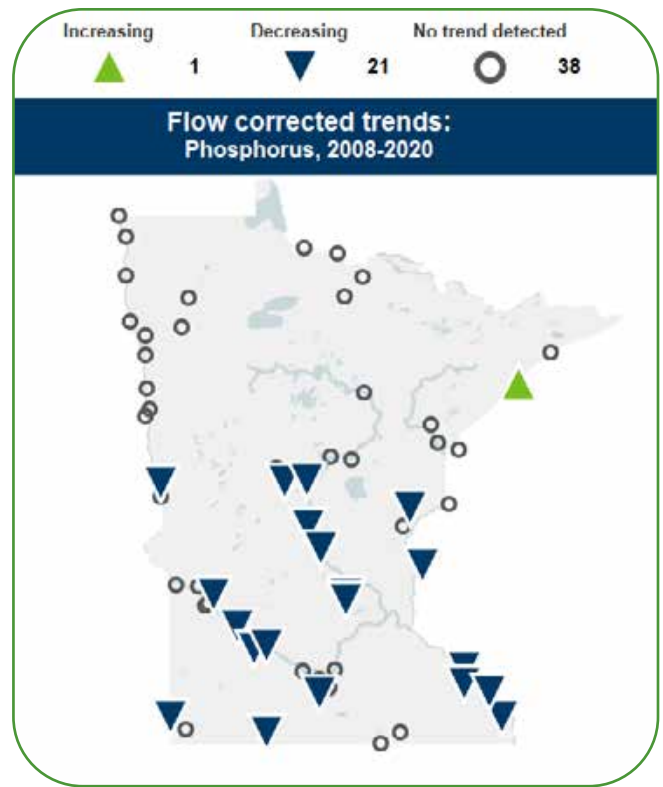 Increasing Decreasing No trend detected
1 21 38
Flow corrected trends:
Phosphorus, 2008-2020